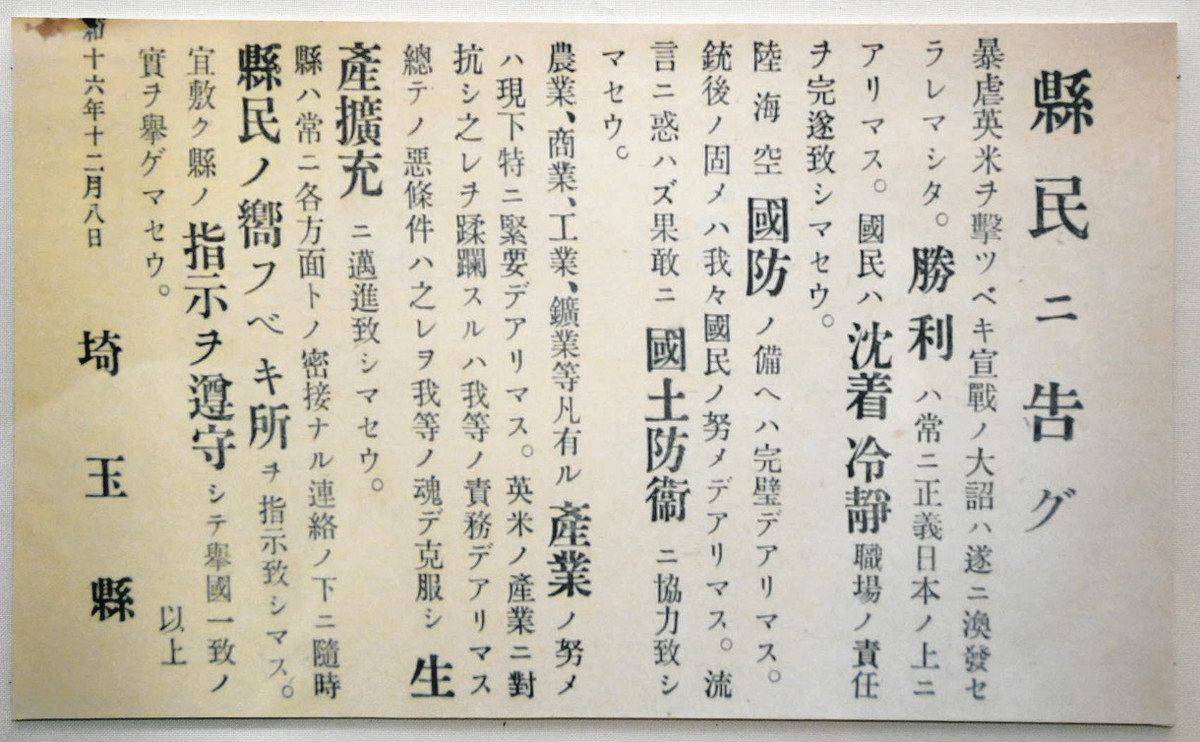 縣民ニ告グ
暴虐英米ヲ擊ツベキ宣戰ノ大詔ハ遂ニ渙發セ
ラレマシタ。勝利ハ常ニ正義日本ノ上ニ
アリマス。國民ハ沈着冷靜職場ノ責任
ヲ完遂致シマセウ。
陸海空國防ノ備ヘハ完璧デアリマス。
銃後ノ固メハ我々國民ノ努メデアリマス。流
言ニ惑ハズ果敢ニ國土防衞ニ協力致シ
マセウ。
農業、商業、工業、鑛業等凡有ル產業ノ努メ
ハ現下特ニ緊要デアリマス。英米ノ產業ニ對
抗シ之レヲ蹂躙スルハ我等ノ責務デアリマス
總テノ惡條件ハ之レヲ我等ノ魂デ克服シ生
產擴充ニ邁進致シマセウ。
縣ハ常ニ各方面トノ密接ナル連絡ノ下ニ隨時
縣民ノ嚮フベキ所ヲ指示致シマス。
宜敷ク縣ノ指示ヲ遵守シテ擧國一致ノ
實ヲ擧ゲマセウ。
以上
和十六年十二月八日
埼玉縣